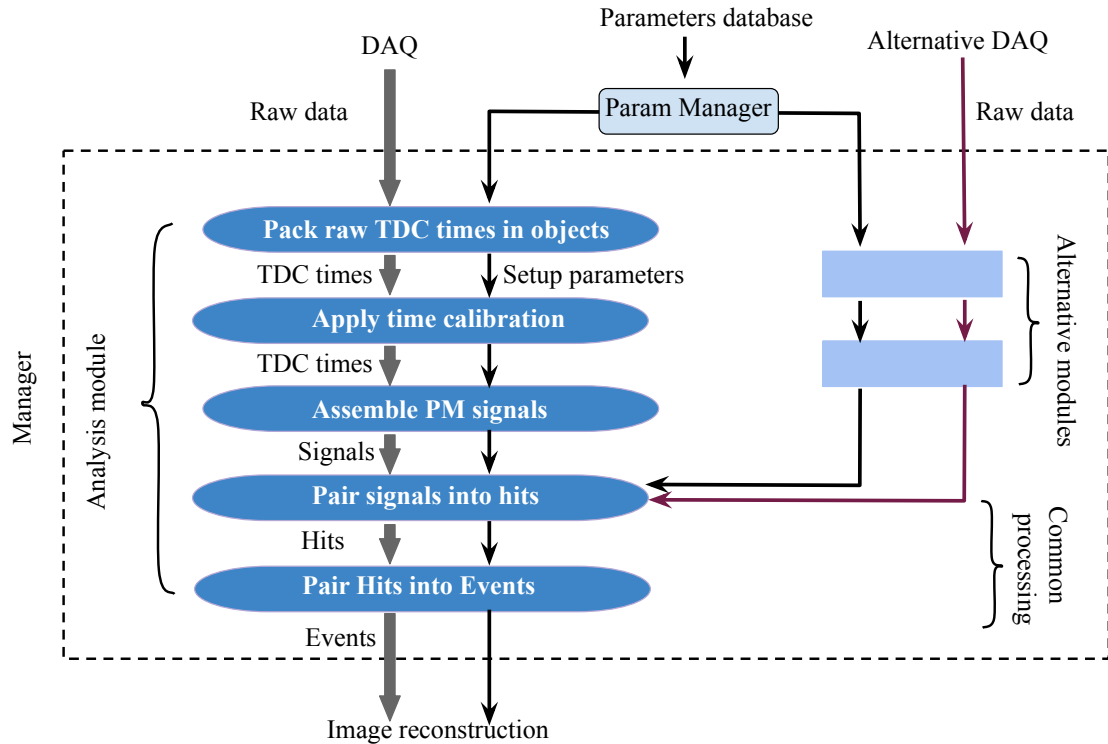 Parameters database
DAQ
Alternative DAQ
Raw data
Param Manager
Raw data
Pack raw TDC times in objects
TDC times
Setup parameters
Apply time calibration
TDC times
Assemble PM signals
Signals
Pair signals into hits
Hits
Pair Hits into Events
Events
Image reconstruction
Manager
Analysis module
Alternative
modules
Common
processing